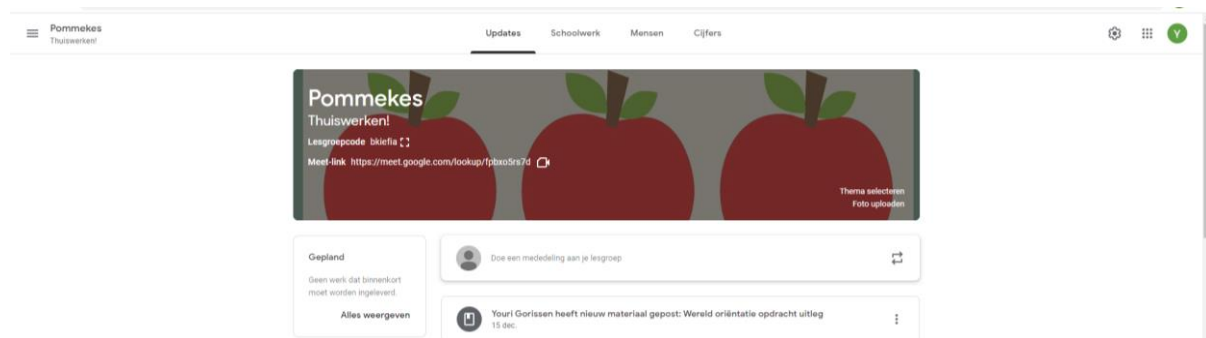 Pommekes
Thuiswerken!
Updates Schoolwerk Mensen Cijfers
Y
Pommekes
Thuiswerken!
Lesgroepcode bkiefia
Meet-link https://meet.google.com/lookup/fpbxo5rs7d
Thema selecteren
Foto uploaden
Gepland
Geen werk dat binnenkort
moet worden ingeleverd.
Alles weergeven
Doe een mededeling aan je lesgroep
Youri Gorissen heeft nieuw materiaal gepost: Wereld oriëntatie opdracht uitleg
15 dec.